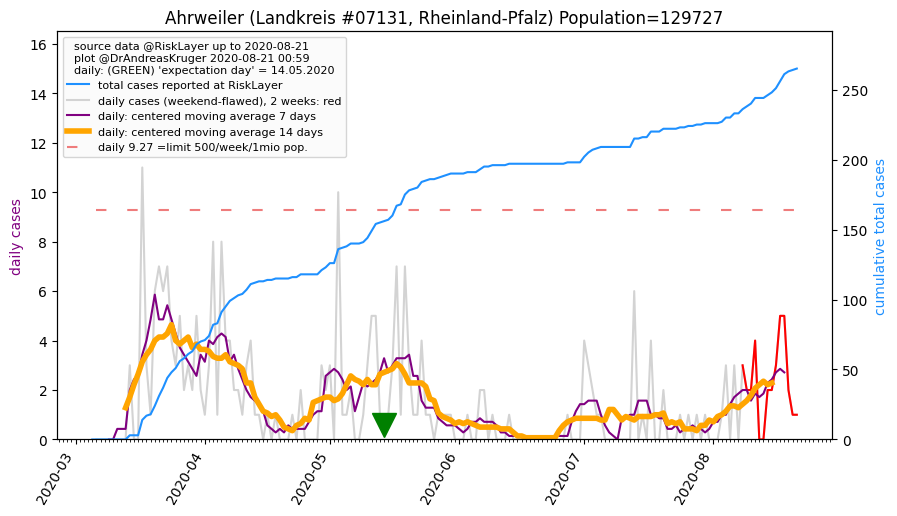 Ahrweiler (Landkreis #07131, Rheinland-Pfalz) Population=129727
source data @RiskLayer up to 2020-08-21
plot @DrAndreasKruger 2020-08-21 00:59
daily: (GREEN) 'expectation day' = 14.05.2020
total cases reported at RiskLayer
daily cases (weekend-flawed), 2 weeks: red
daily: centered moving average 7 days
daily: centered moving average 14 days
daily 9.27 =limit 500/week/1mio pop.
daily cases
16
14
12
10
8
6
4
2
0
cumulative total cases
250
200
150
100
50
0
2020-03
2020-04
2020-05
2020-06
2020-07
2020-08